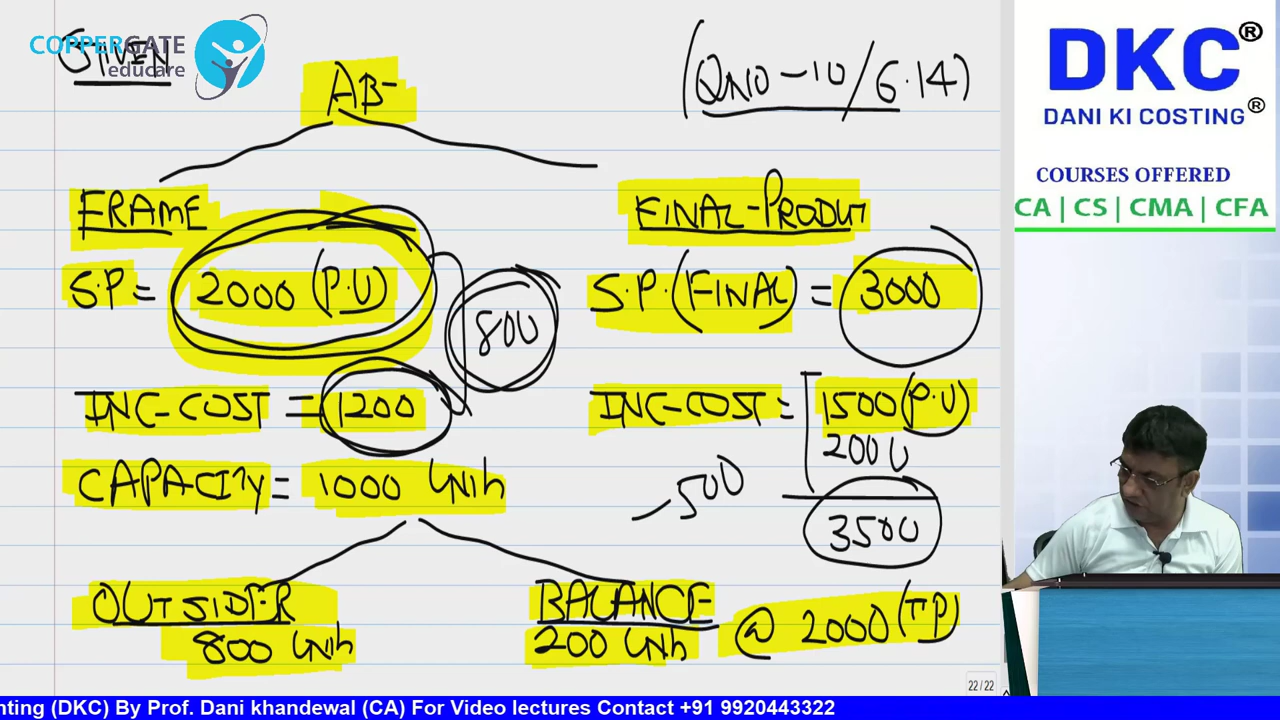 GIVEN
COPPERGATE
educare
AB-
(QNO-10/6.14)
FRAME
S.P = 2000 (P.U)
800
INC-COST = 1200
CAPACITY = 1000 Units
OUTSIDER
800 Units
BALANCE
200 Units
@ 2000 (TP)
FINAL-PRODUT
S.P. (FINAL) = 3000
INC-COST = 1500 (P.U)
2000
-500
3500
22/22
DKC®
DANI KI COSTING®
COURSES OFFERED
CA | CS | CMA | CFA
nting (DKC) By Prof. Dani khandewal (CA) For Video lectures Contact +91 9920443322